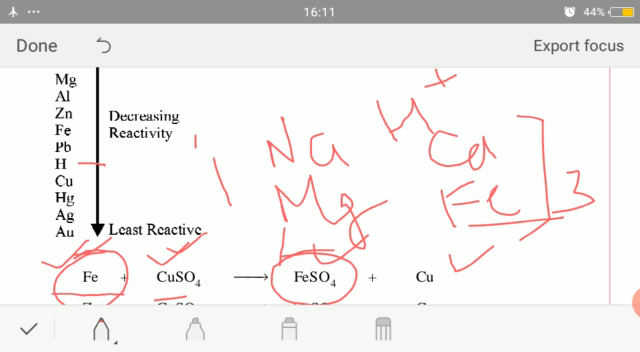 16:11
44%
Done
Export focus
Mg
Al
Zn
Fe
Pb
H
Cu
Hg
Ag
Au
Decreasing
Reactivity
Least Reactive
Na
Mg
H+
Ca
Fe
3
Fe + CuSO₄ → FeSO₄ + Cu